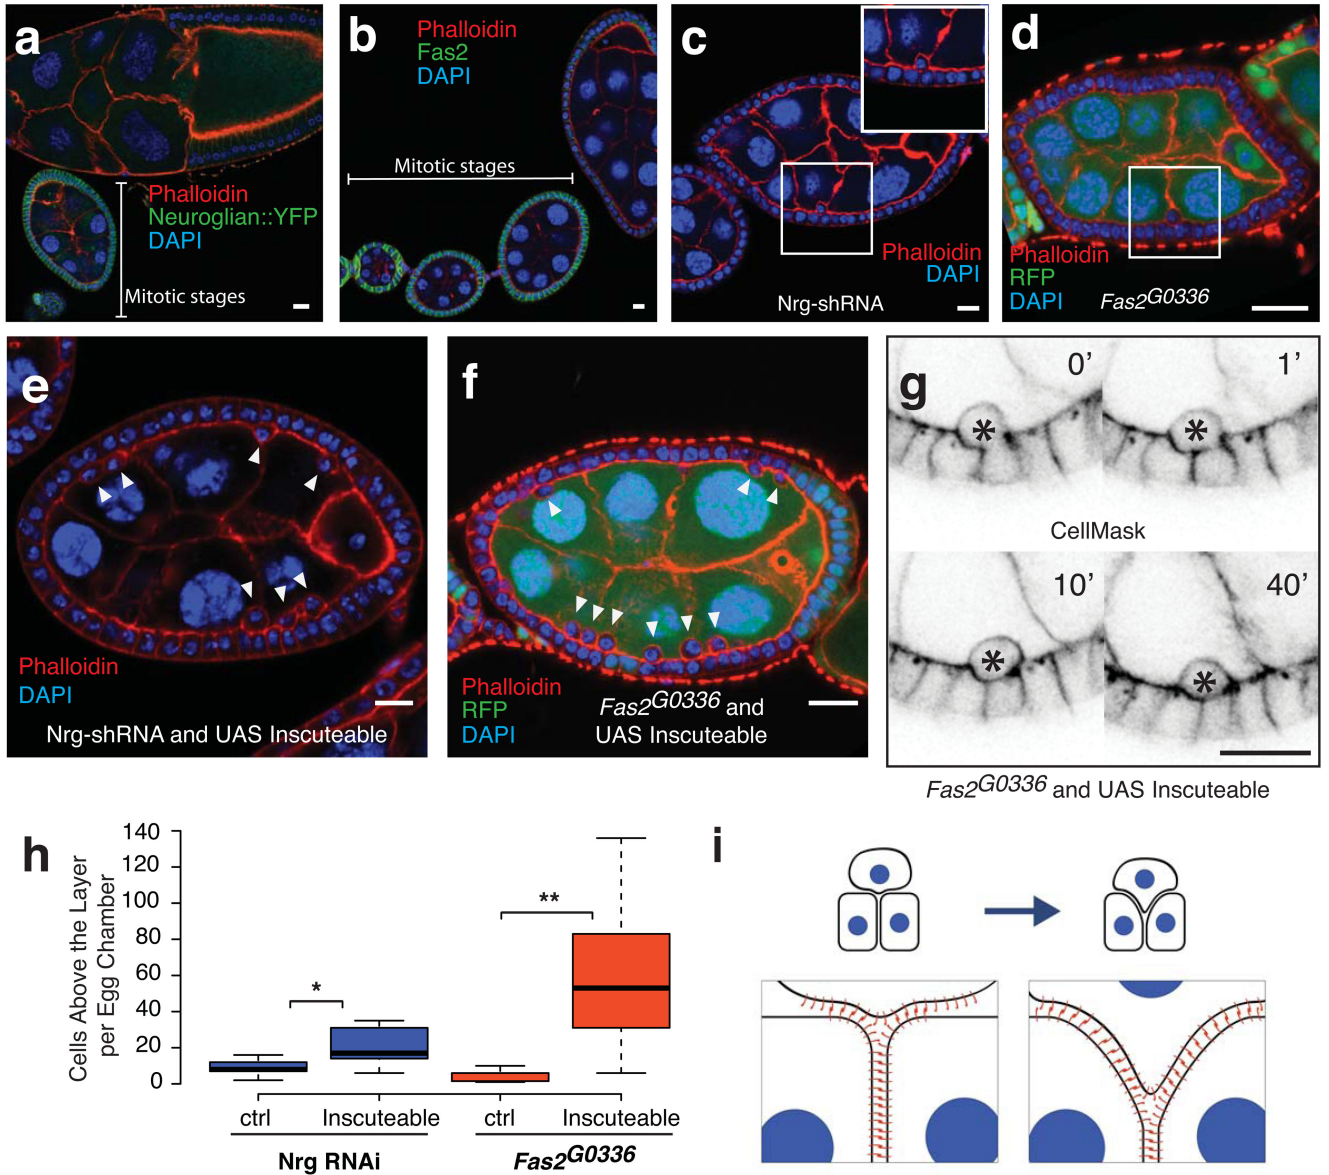 a
Phalloidin
Neuroglian::YFP
DAPI
Mitotic stages
b
Phalloidin
Fas2
DAPI
Mitotic stages
c
Phalloidin
DAPI
Nrg-shRNA
d
Phalloidin
RFP
DAPI
Fas2G0336
e
Phalloidin
DAPI
Nrg-shRNA and UAS Inscuteable
f
Phalloidin
RFP
DAPI
Fas2G0336 and
UAS Inscuteable
g
0’ 1’
* *
CellMask
10’ 40’
* *
Fas2G0336 and UAS Inscuteable
h
Cells Above the Layer
per Egg Chamber
140
120
100
80
60
40
20
0
*
**
ctrl Inscuteable ctrl Inscuteable
Nrg RNAi Fas2G0336
i